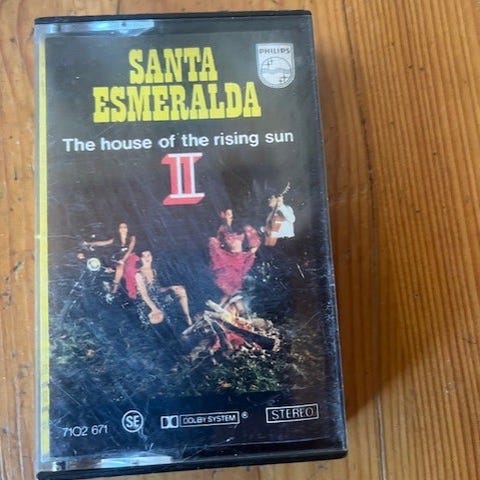 SANTA
ESMERALDA
PHILIPS
The house of the rising sun
II
7102 671
SE
DOLBY SYSTEM ®
STEREO